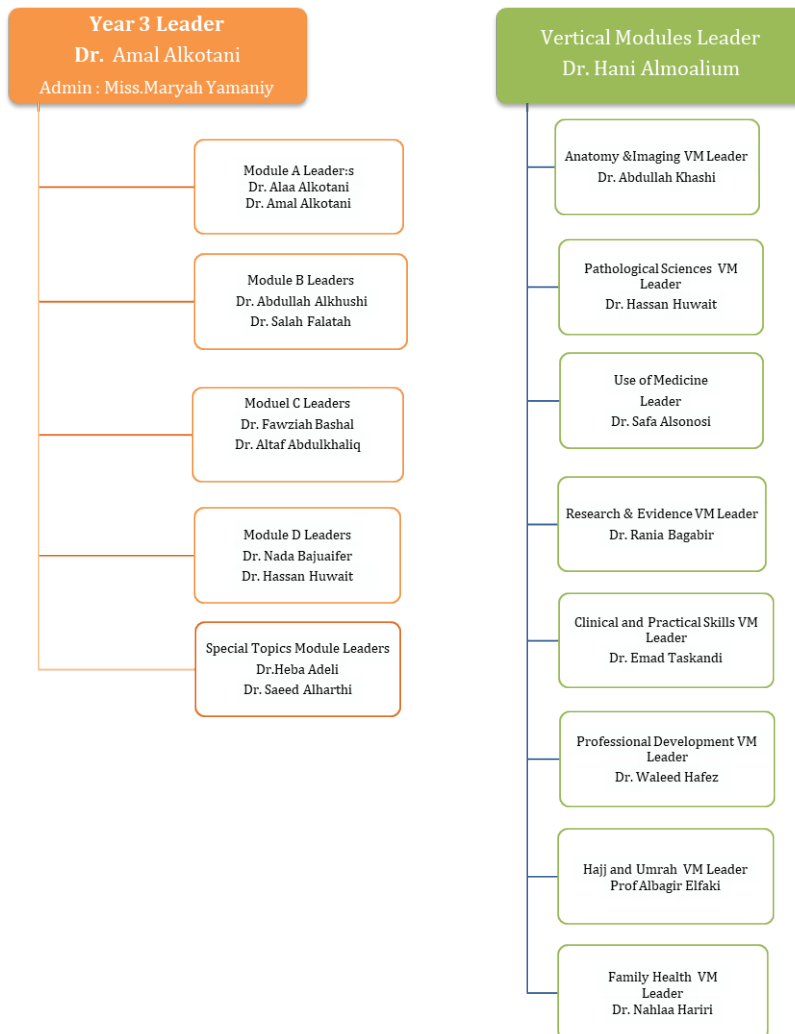 Year 3 Leader
Dr. Amal Alkotani
Admin : Miss.Maryah Yamaniy
Module A Leader:s
Dr. Alaa Alkotani
Dr. Amal Alkotani
Module B Leaders
Dr. Abdullah Alkhushi
Dr. Salah Falatah
Moduel C Leaders
Dr. Fawziah Bashal
Dr. Altaf Abdulkhaliq
Module D Leaders
Dr. Nada Bajuaifer
Dr. Hassan Huwait
Special Topics Module Leaders
Dr.Heba Adeli
Dr. Saeed Alharthi
Vertical Modules Leader
Dr. Hani Almoalium
Anatomy &Imaging VM Leader
Dr. Abdullah Khashi
Pathological Sciences VM
Leader
Dr. Hassan Huwait
Use of Medicine
Leader
Dr. Safa Alsonosi
Research & Evidence VM Leader
Dr. Rania Bagabir
Clinical and Practical Skills VM
Leader
Dr. Emad Taskandi
Professional Development VM
Leader
Dr. Waleed Hafez
Hajj and Umrah VM Leader
Prof Albagir Elfaki
Family Health VM
Leader
Dr. Nahlaa Hariri